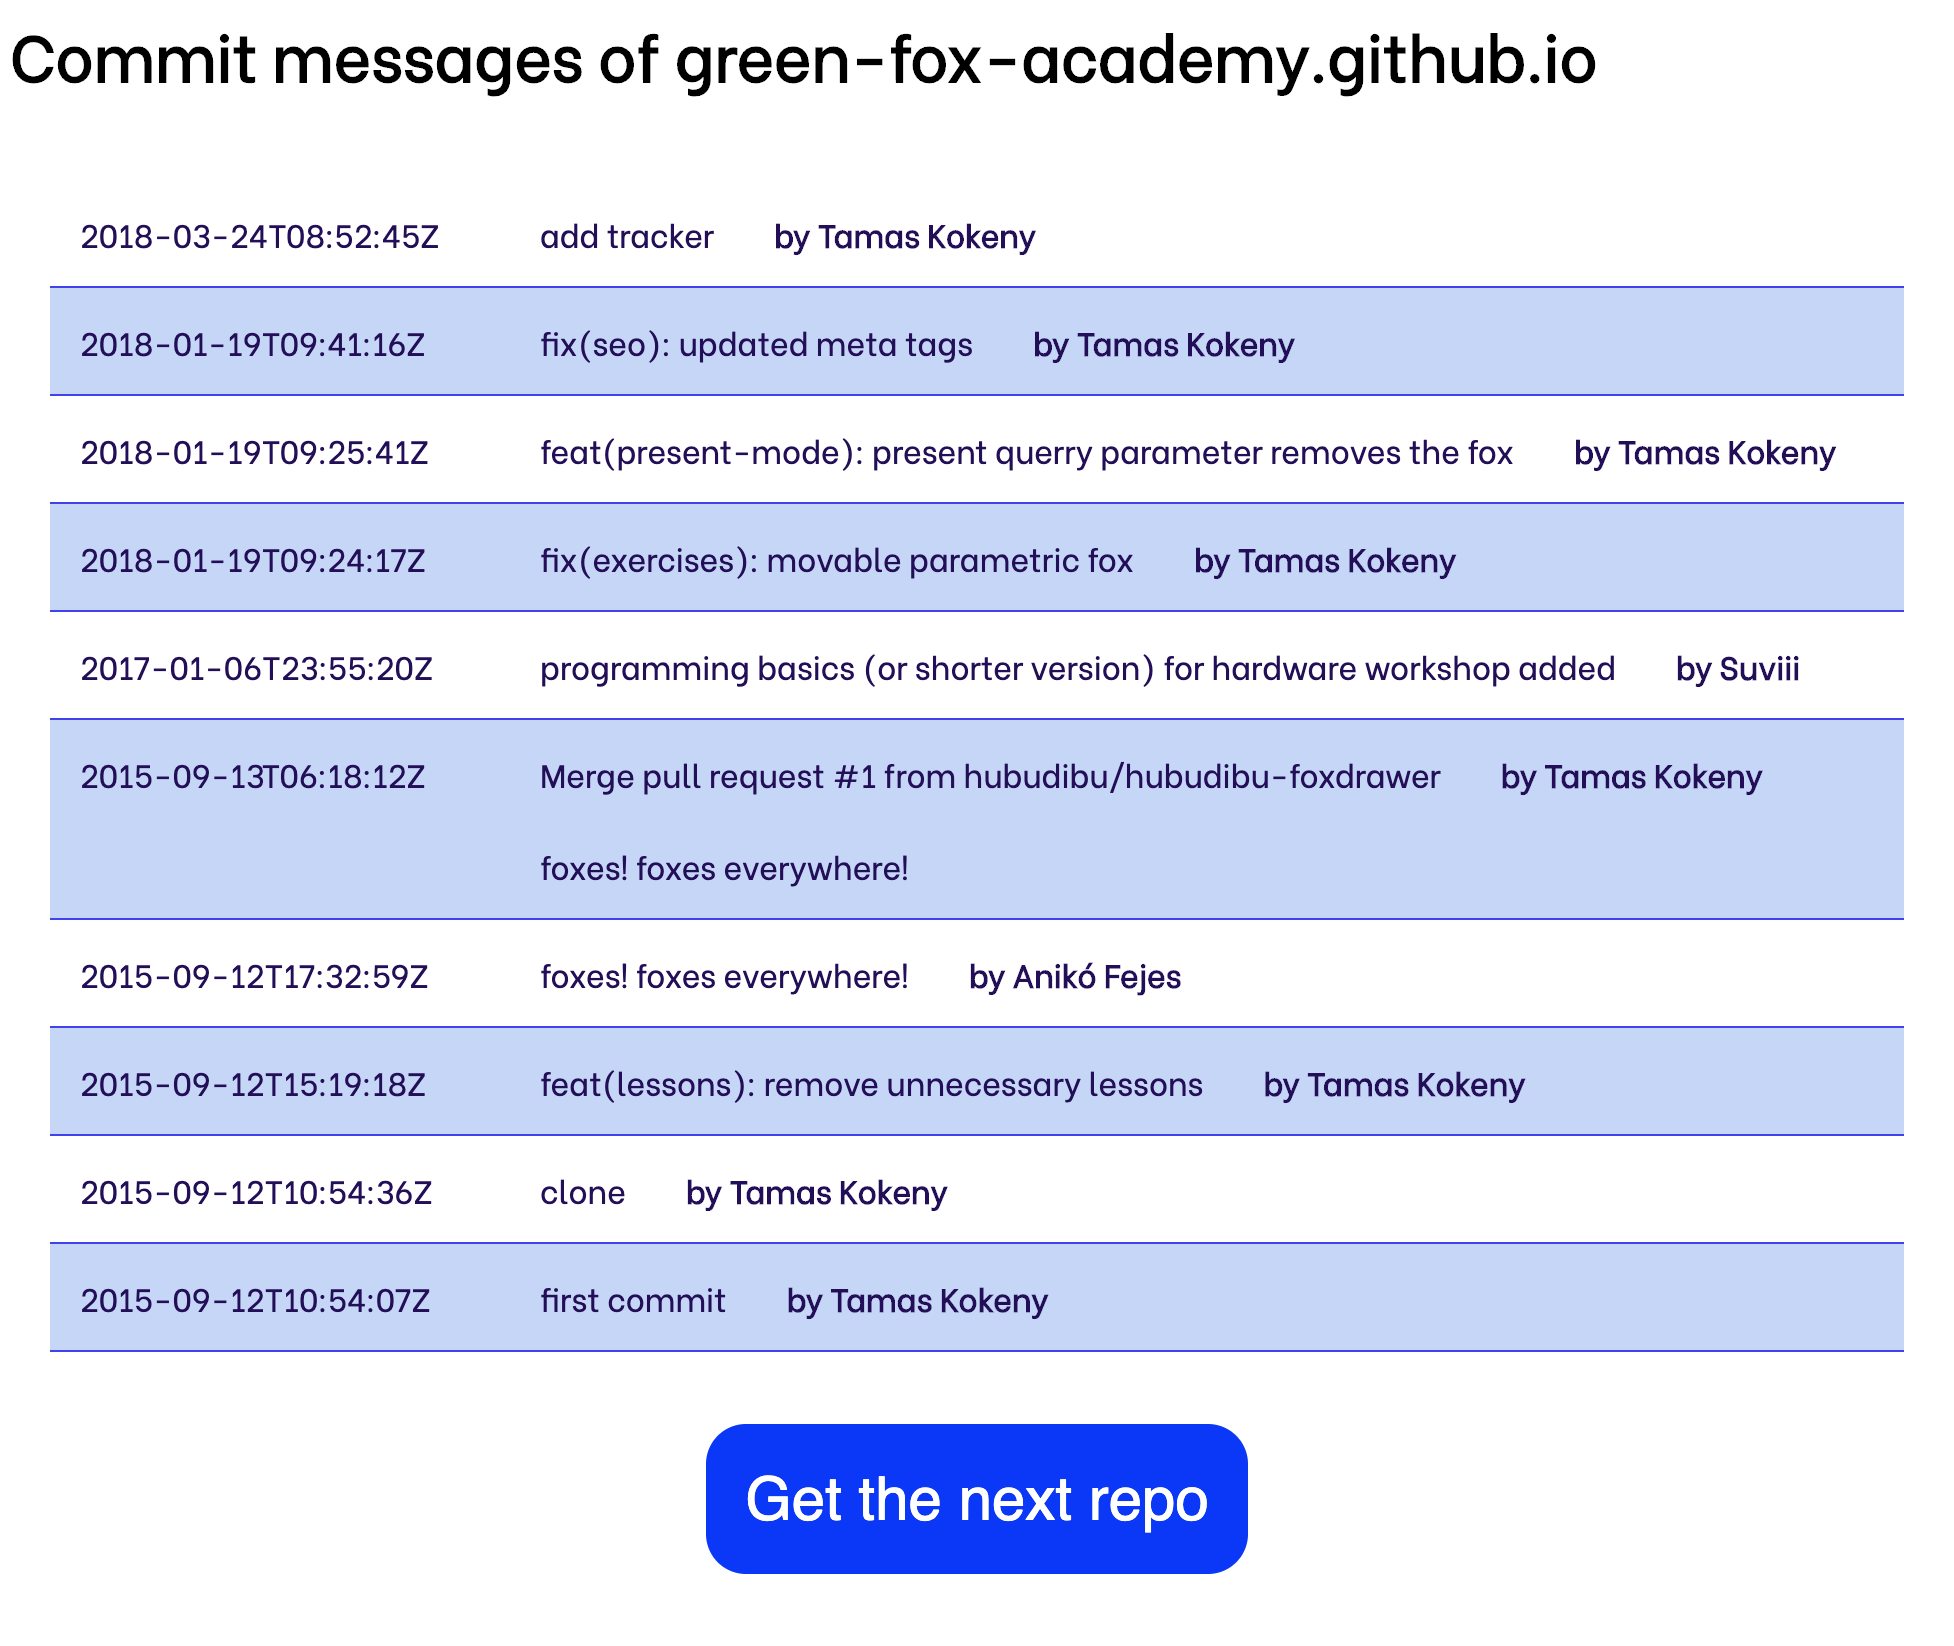 Commit messages of green-fox-academy.github.io
2018-03-24T08:52:45Z add tracker by Tamas Kokeny
2018-01-19T09:41:16Z fix(seo): updated meta tags by Tamas Kokeny
2018-01-19T09:25:41Z feat(present-mode): present querry parameter removes the fox by Tamas Kokeny
2018-01-19T09:24:17Z fix(exercises): movable parametric fox by Tamas Kokeny
2017-01-06T23:55:20Z programming basics (or shorter version) for hardware workshop added by Suviii
2015-09-13T06:18:12Z Merge pull request #1 from hubudibu/hubudibu-foxdrawer by Tamas Kokeny
foxes! foxes everywhere!
2015-09-12T17:32:59Z foxes! foxes everywhere! by Anikó Fejes
2015-09-12T15:19:18Z feat(lessons): remove unnecessary lessons by Tamas Kokeny
2015-09-12T10:54:36Z clone by Tamas Kokeny
2015-09-12T10:54:07Z first commit by Tamas Kokeny
Get the next repo